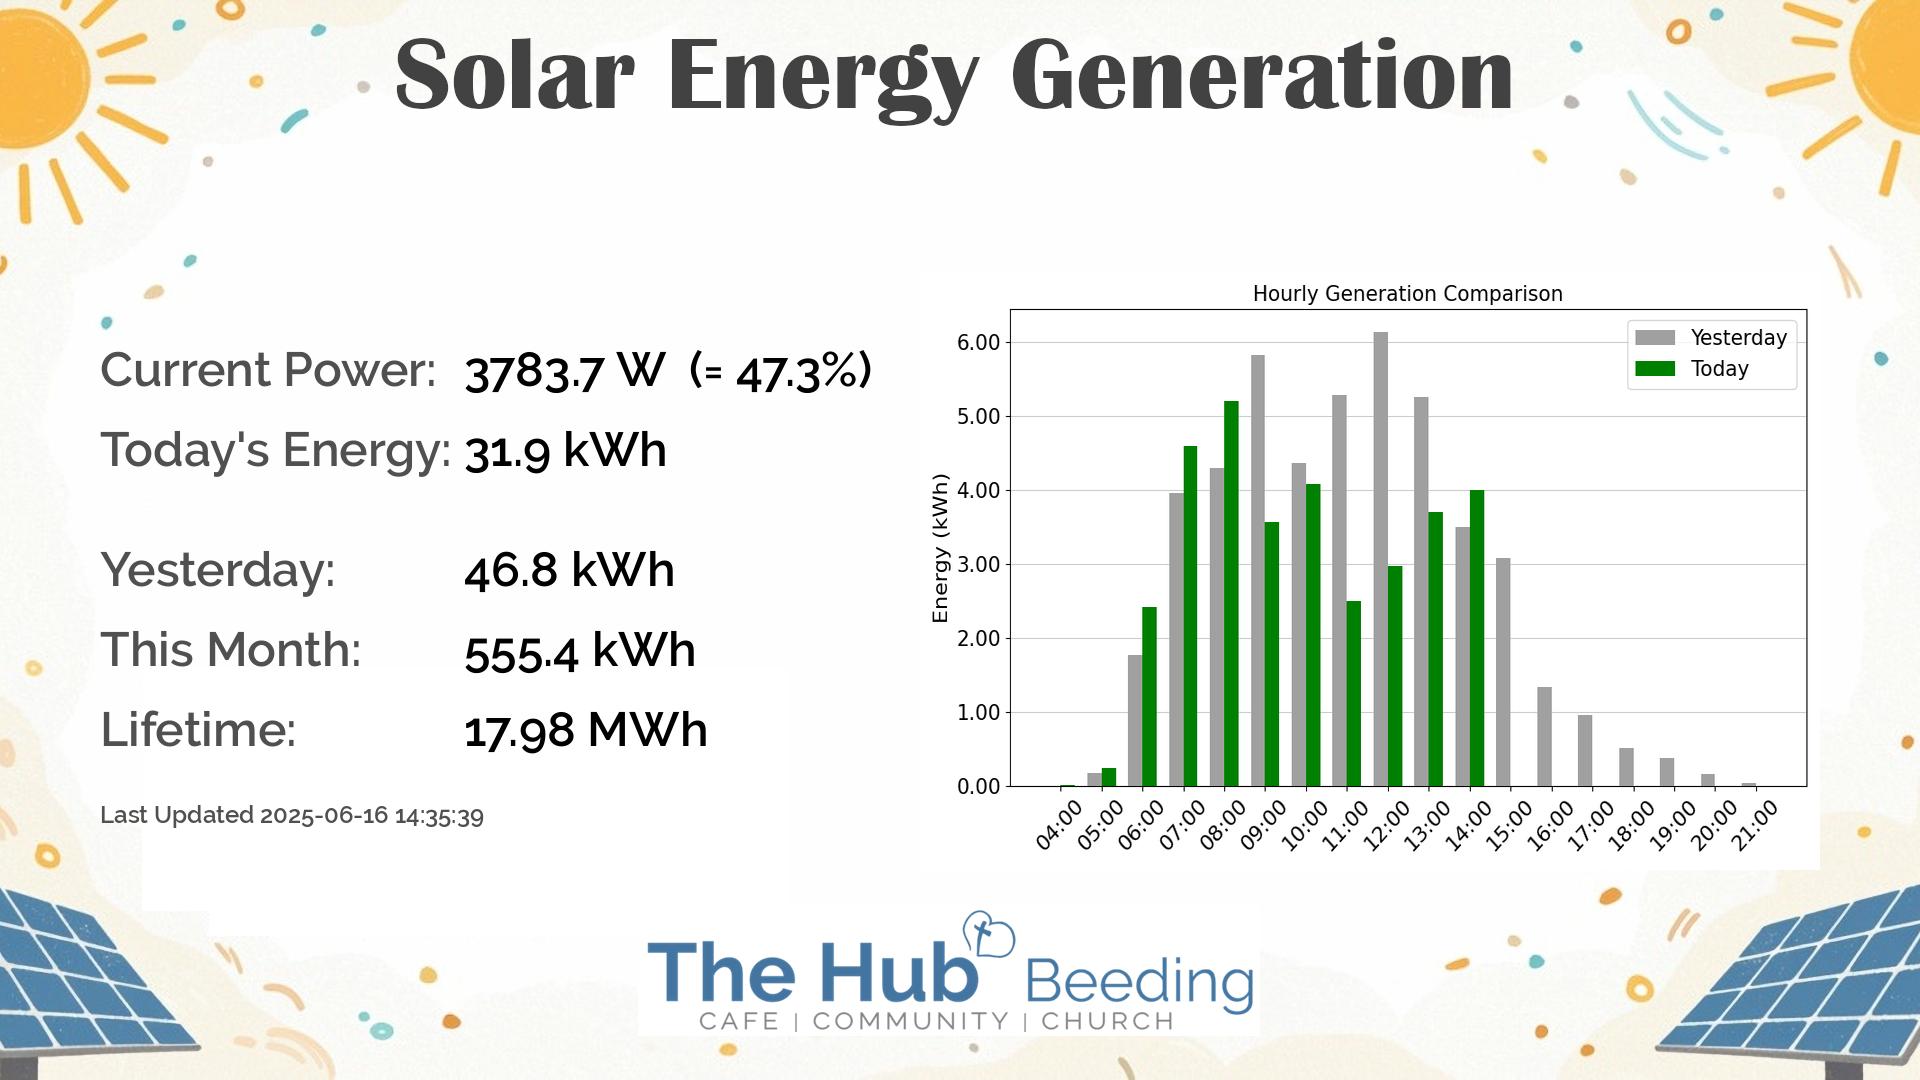 Solar Energy Generation
Current Power: 3783.7 W (= 47.3%)
Today's Energy: 31.9 kWh
Yesterday: 46.8 kWh
This Month: 555.4 kWh
Lifetime: 17.98 MWh
Last Updated 2025-06-16 14:35:39
Hourly Generation Comparison
Yesterday
Today
Energy (kWh)
6.00
5.00
4.00
3.00
2.00
1.00
0.00
04:00 05:00 06:00 07:00 08:00 09:00 10:00 11:00 12:00 13:00 14:00 15:00 16:00 17:00 18:00 19:00 20:00 21:00
The Hub Beeding
CAFE | COMMUNITY | CHURCH